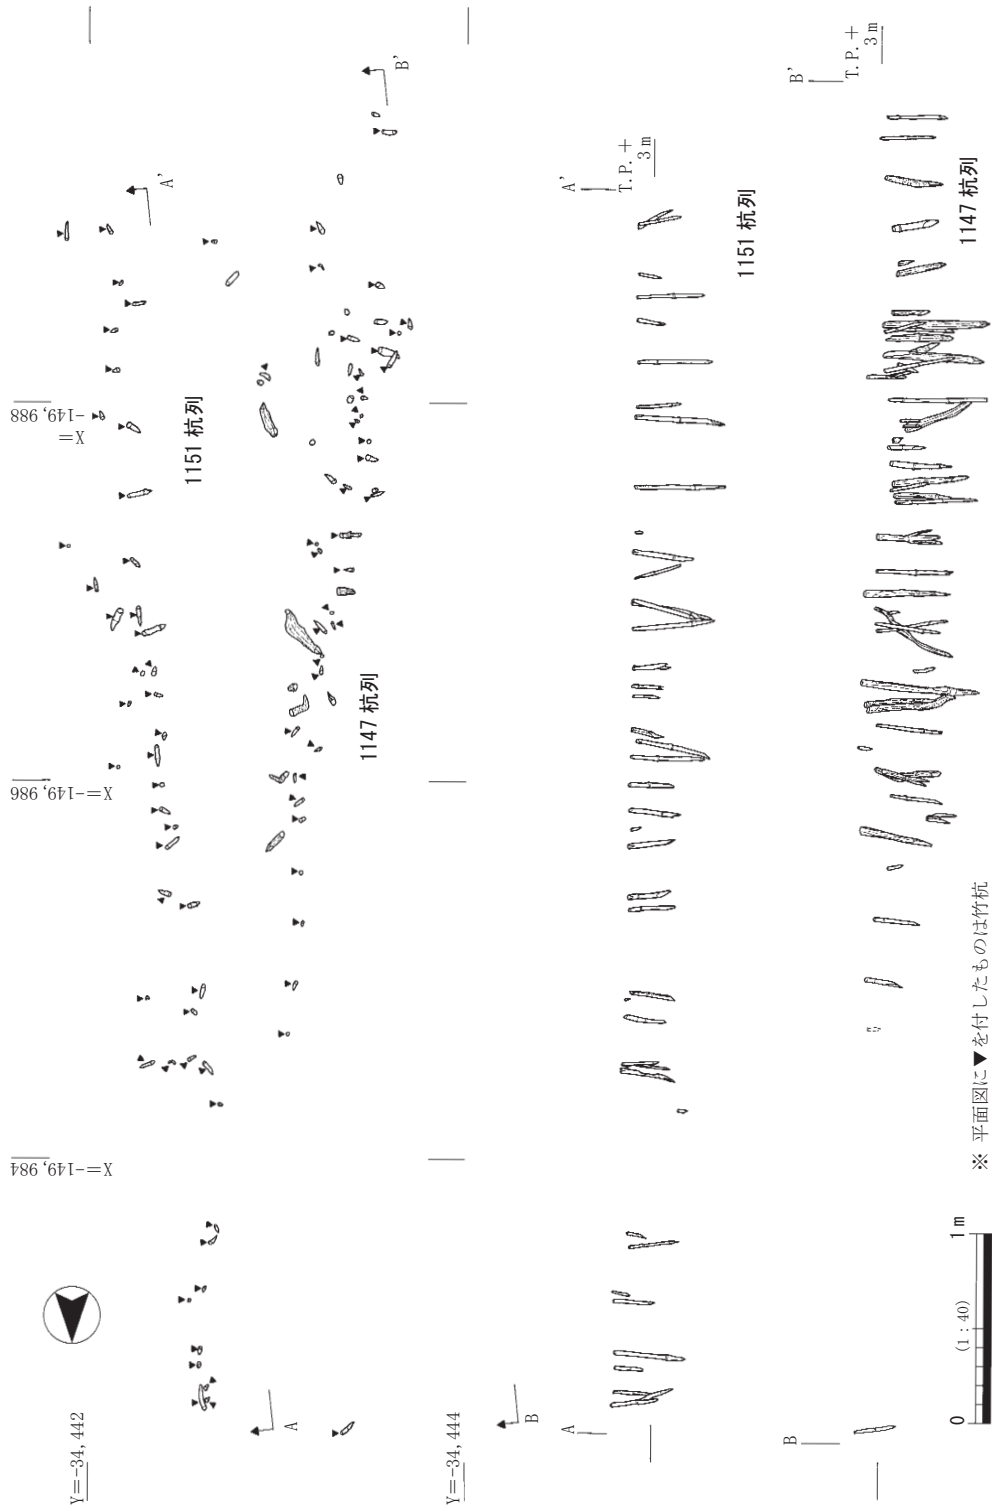 Y=-34,442
Y=-34,444
X=-149,988
X=-149,986
X=-149,984
1151 杭列
1147 杭列
A
A'
B
B'
A
A'
T.P.+
3m
1151 杭列
B
B'
T.P.+
3m
1147 杭列
※ 平面図に▼を付したものは竹杭
0
(1:40)
1m